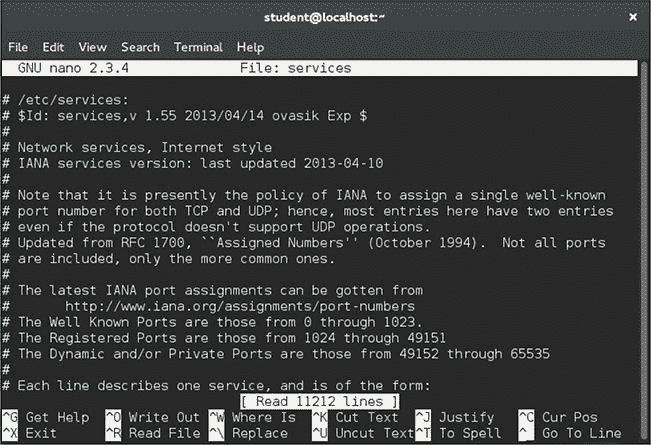 student@localhost:~ ×
File Edit View Search Terminal Help
GNU nano 2.3.4 File: services
# /etc/services:
# $Id: services,v 1.55 2013/04/14 ovasik Exp $
#
# Network services, Internet style
# IANA services version: last updated 2013-04-10
#
# Note that it is presently the policy of IANA to assign a single well-known
# port number for both TCP and UDP; hence, most entries here have two entries
# even if the protocol doesn't support UDP operations.
# Updated from RFC 1700, ``Assigned Numbers'' (October 1994).  Not all ports
# are included, only the more common ones.
#
# The latest IANA port assignments can be gotten from
#       http://www.iana.org/assignments/port-numbers
# The Well Known Ports are those from 0 through 1023.
# The Registered Ports are those from 1024 through 49151
# The Dynamic and/or Private Ports are those from 49152 through 65535
#
# Each line describes one service, and is of the form:
[ Read 11212 lines ]
^G Get Help ^O Write Out ^W Where Is ^K Cut Text ^J Justify ^C Cur Pos
^X Exit ^R Read File ^\ Replace ^U Uncut Text ^T To Spell ^_ Go To Line